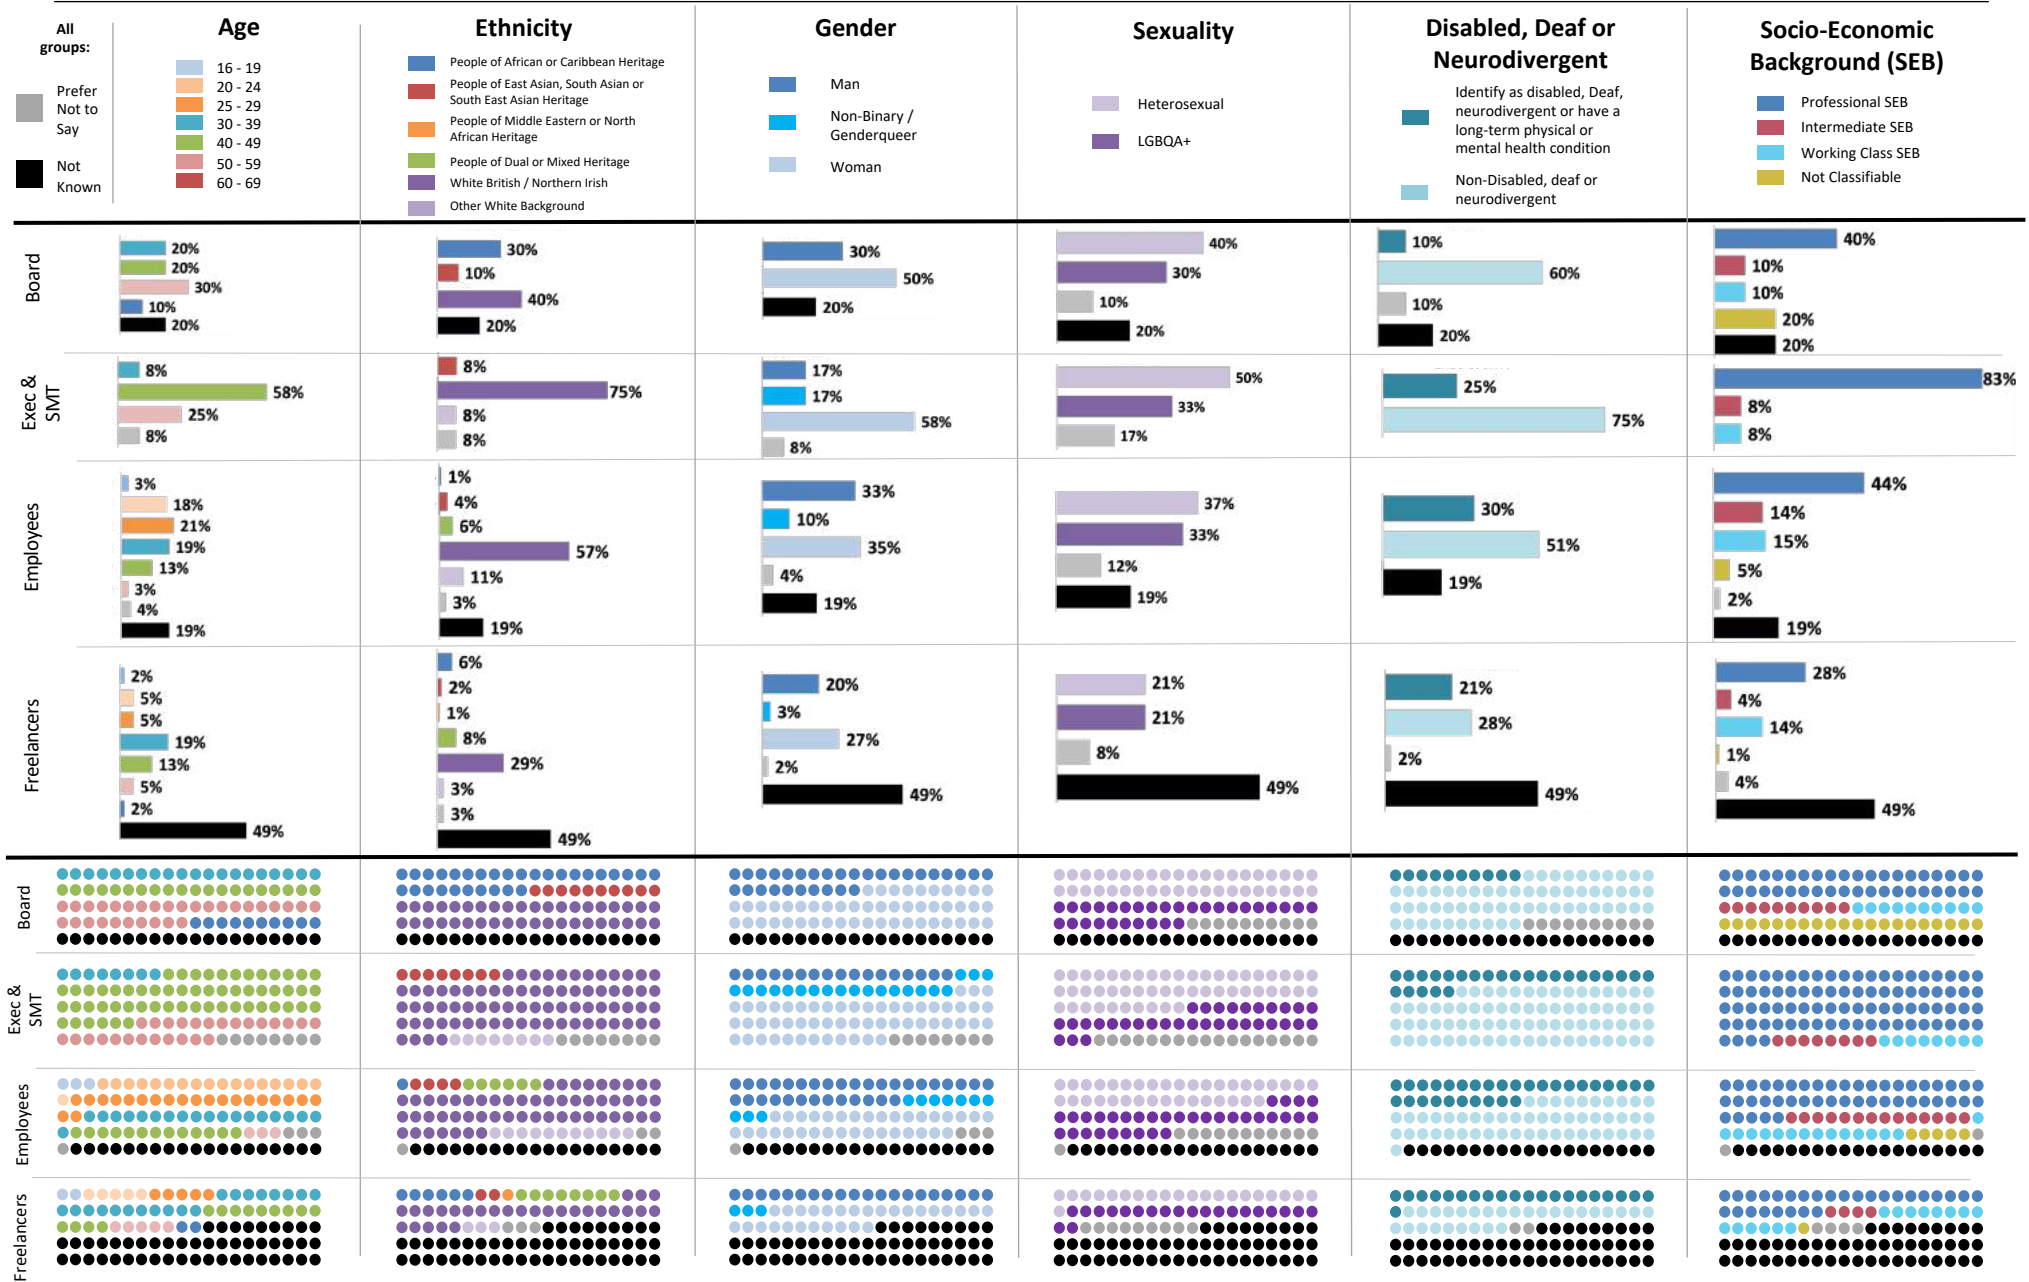 All
groups:
Prefer
Not to
Say
Not
Known
Age
16 - 19
20 - 24
25 - 29
30 - 39
40 - 49
50 - 59
60 - 69
Ethnicity
People of African or Caribbean Heritage
People of East Asian, South Asian or
South East Asian Heritage
People of Middle Eastern or North
African Heritage
People of Dual or Mixed Heritage
White British / Northern Irish
Other White Background
Gender
Man
Non-Binary /
Genderqueer
Woman
Sexuality
Heterosexual
LGBQA+
Disabled, Deaf or
Neurodivergent
Identify as disabled, Deaf,
neurodivergent or have a
long-term physical or
mental health condition
Non-Disabled, deaf or
neurodivergent
Socio-Economic
Background (SEB)
Professional SEB
Intermediate SEB
Working Class SEB
Not Classifiable
Board
20%
20%
30%
10%
20%
30%
10%
40%
20%
30%
50%
20%
40%
30%
10%
20%
10%
60%
10%
20%
40%
10%
10%
20%
20%
Exec &
SMT
8%
58%
25%
8%
8%
75%
8%
8%
17%
17%
58%
8%
50%
33%
17%
25%
75%
83%
8%
8%
Employees
3%
18%
21%
19%
13%
3%
4%
19%
1%
4%
6%
57%
11%
3%
19%
33%
10%
35%
4%
19%
37%
33%
12%
19%
30%
51%
19%
44%
14%
15%
5%
2%
19%
Freelancers
2%
5%
5%
19%
13%
5%
2%
49%
6%
2%
1%
8%
29%
3%
3%
49%
20%
3%
27%
2%
49%
21%
21%
8%
49%
21%
28%
2%
49%
28%
4%
14%
1%
4%
49%
Board
Exec &
SMT
Employees
Freelancers